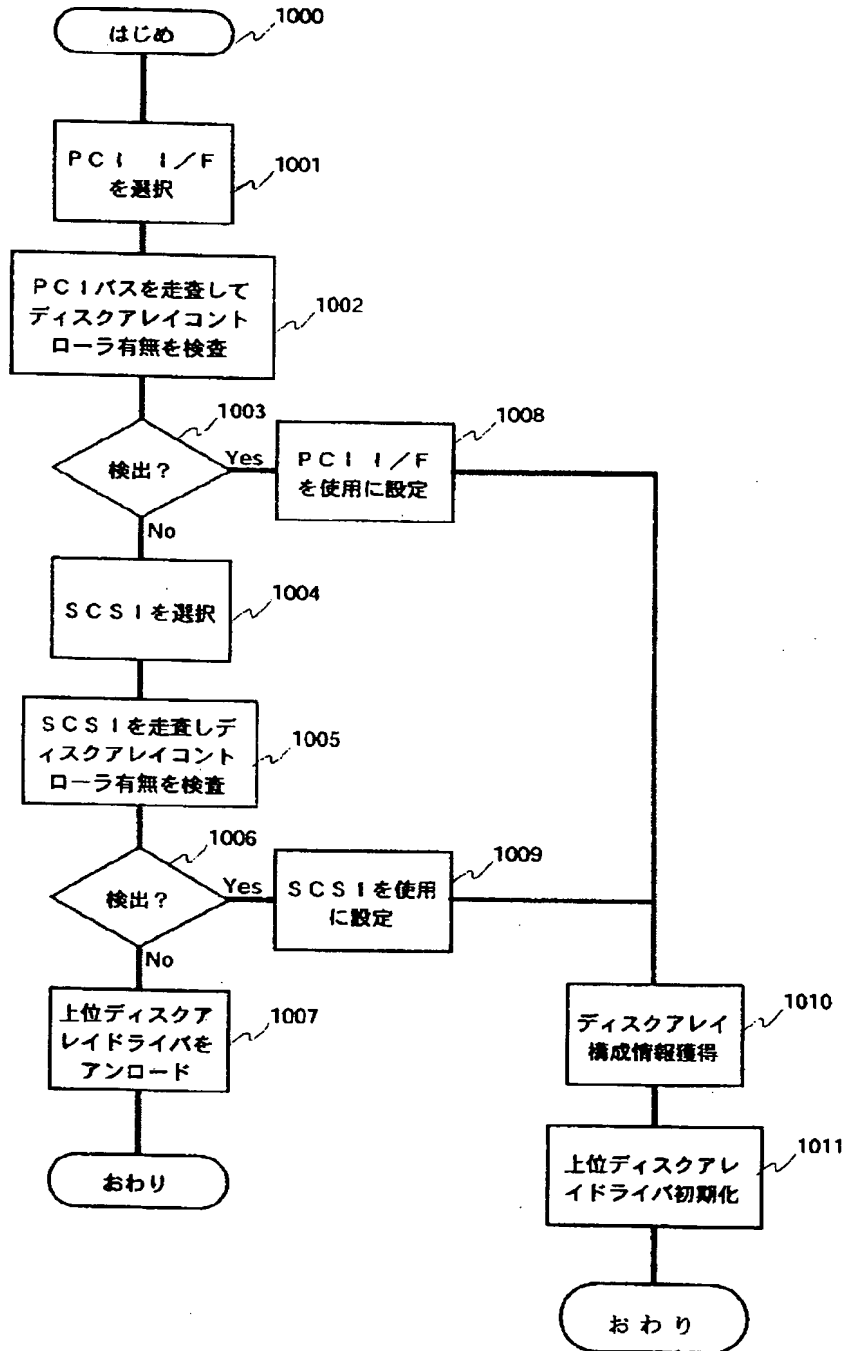 はじめ
1000
PCI I/F
を選択
1001
PCIバスを走査して
ディスクアレイコント
ローラ有無を検査
1002
1003
検出?
Yes
No
PCI I/F
を使用に設定
1008
SCSIを選択
1004
SCSIを走査しデ
ィスクアレイコント
ローラ有無を検査
1005
1006
検出?
Yes
No
SCSIを使用
に設定
1009
上位ディスクア
レイドライバを
アンロード
1007
おわり
ディスクアレイ
構成情報獲得
1010
上位ディスクアレ
イドライバ初期化
1011
おわり